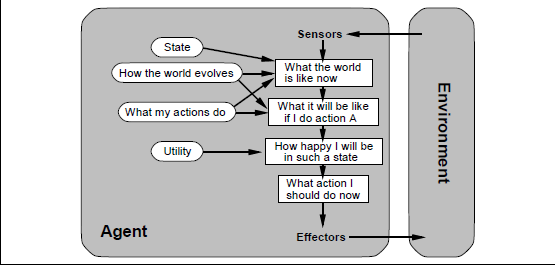 Sensors
State
How the world evolves
What the world
is like now
What my actions do
What it will be like
if I do action A
Utility
How happy I will be
in such a state
What action I
should do now
Agent
Effectors
Environment